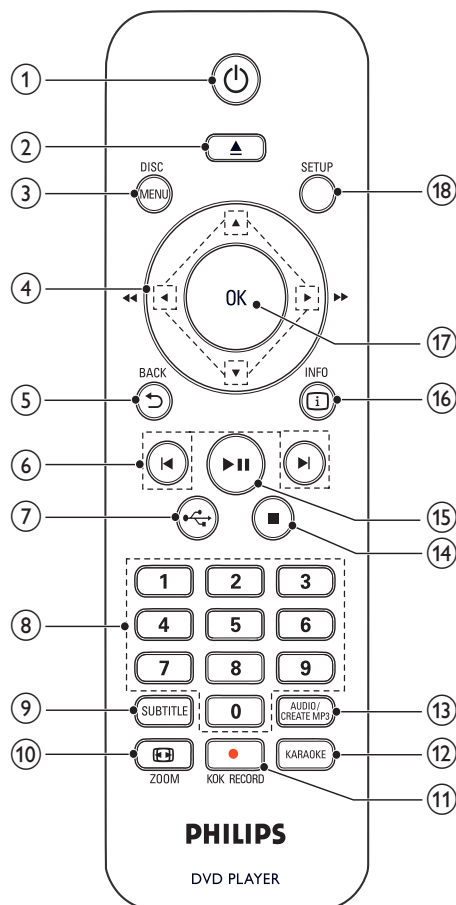 1
2
DISC
MENU
3
SETUP
18
4
OK
17
BACK
5
INFO
16
6
7
15
14
1 2 3
8
4 5 6
7 8 9
9
SUBTITLE
0
AUDIO/
CREATE MP3
13
10
ZOOM
KOK RECORD
11
KARAOKE
12
PHILIPS
DVD PLAYER